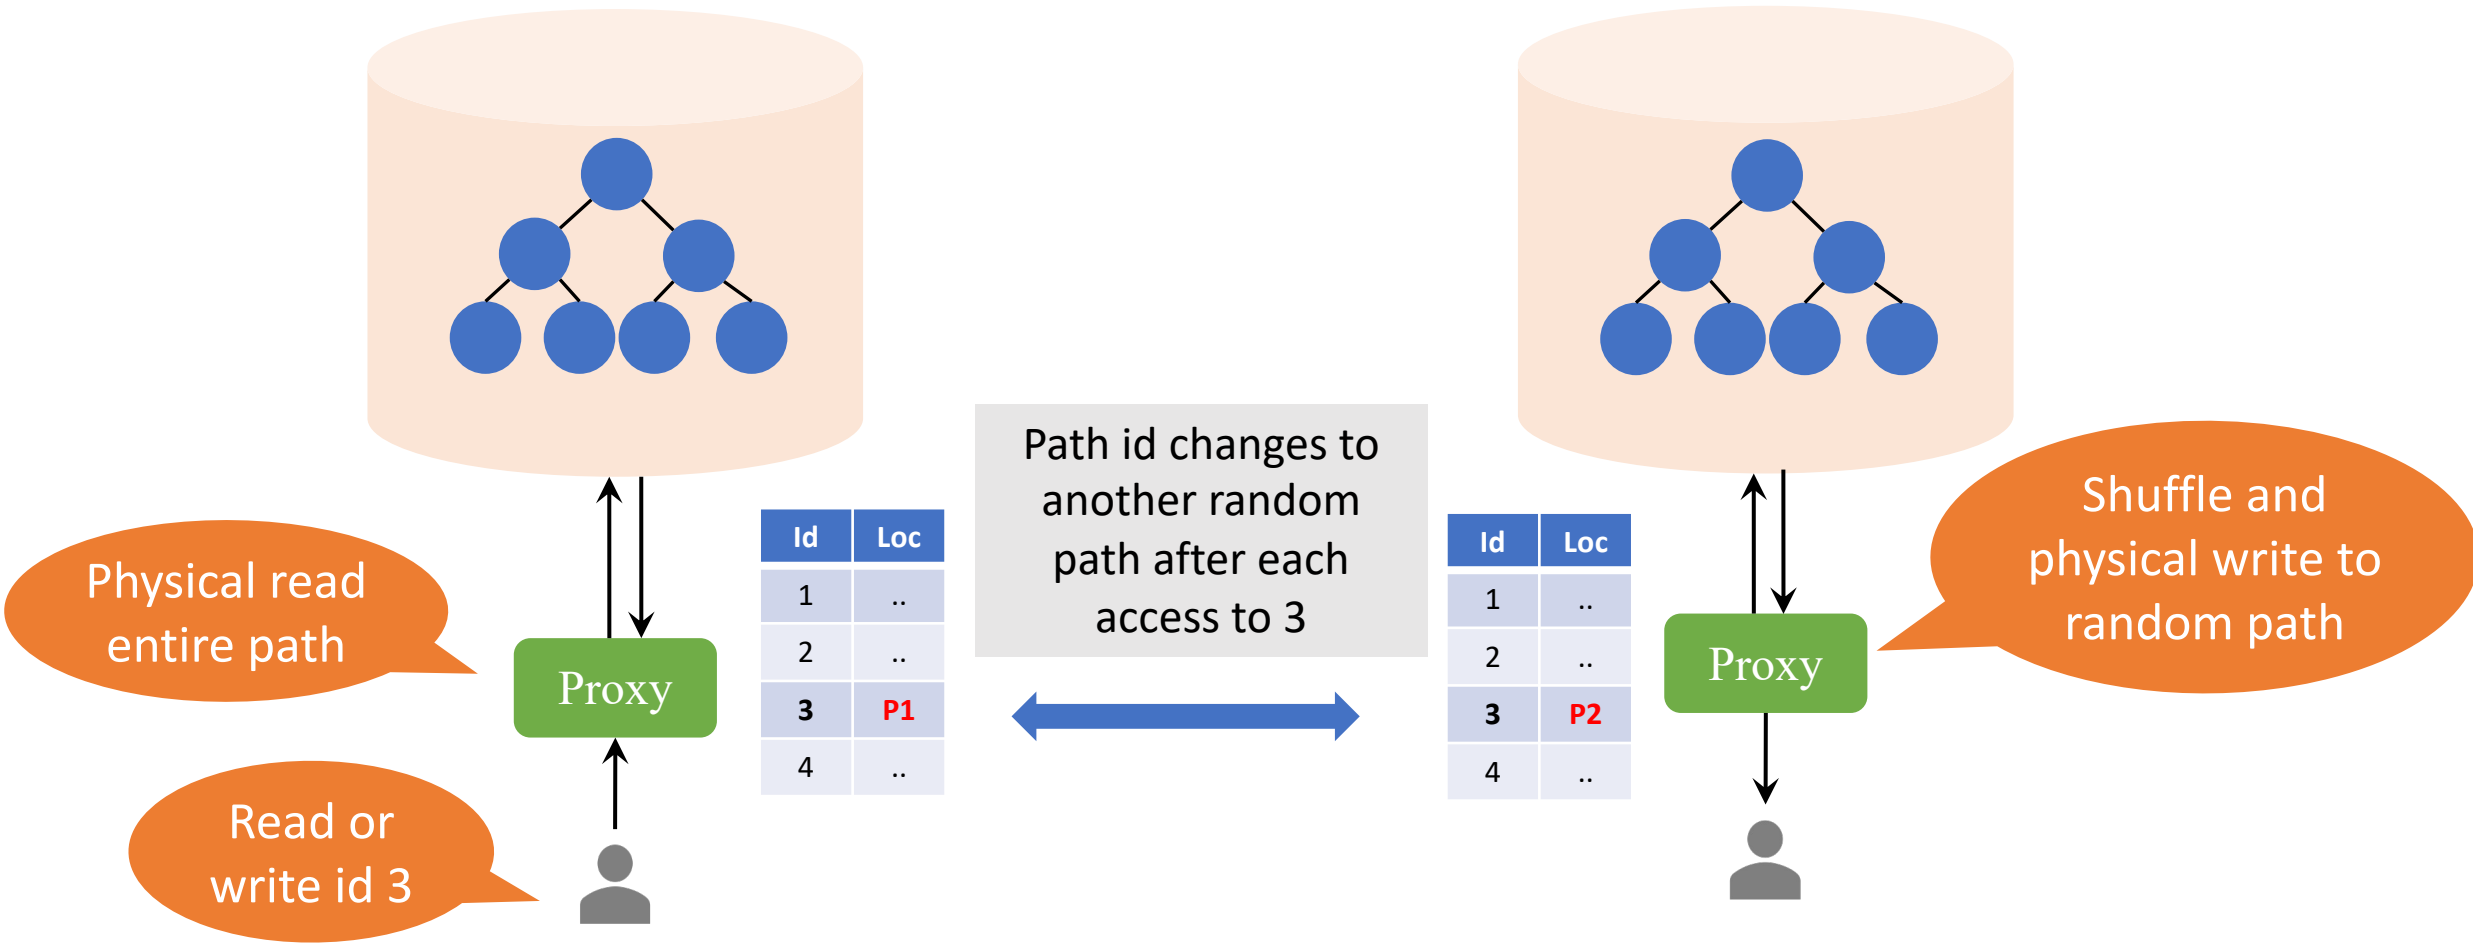 Physical read
entire path
Proxy
Read or
write id 3
Id Loc
1 ..
2 ..
3 P1
4 ..
Path id changes to
another random
path after each
access to 3
Id Loc
1 ..
2 ..
3 P2
4 ..
Proxy
Shuffle and
physical write to
random path